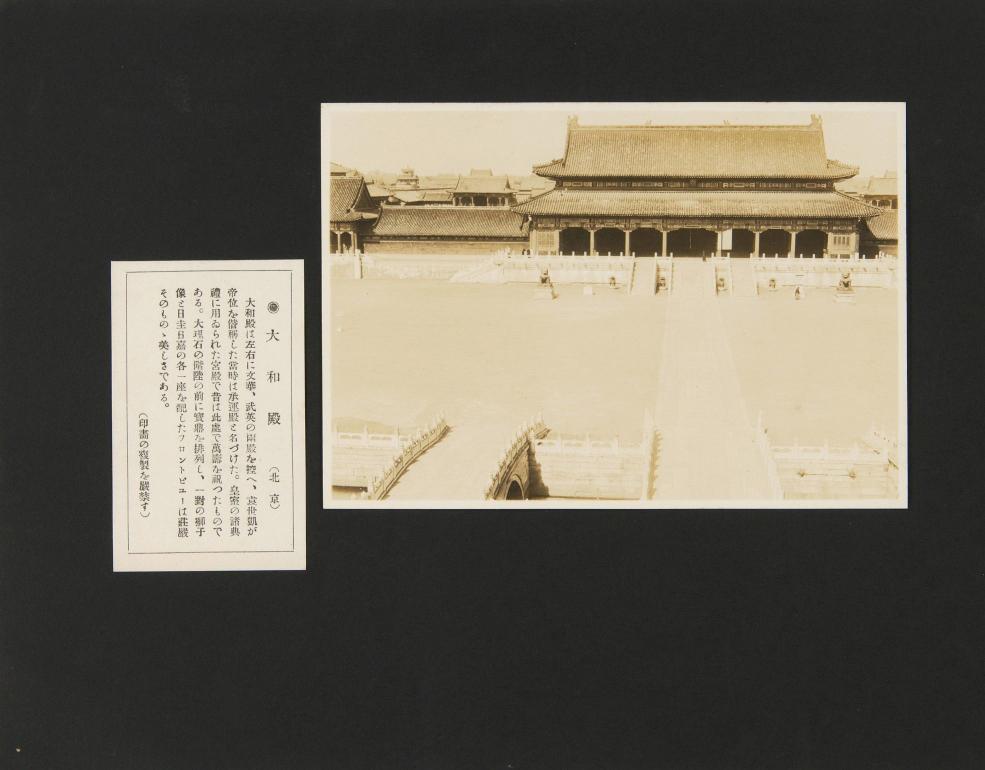 ◉大和殿（北京）
大和殿は左右に文華、武英の兩殿を控へ、袁世凱が
帝位を僭稱した當時は承運殿と名づけた。皇室の諸典
禮に用ゐられた宮殿で昔は此處で萬壽を祝つたもので
ある。大理石の階陛の前に寳鼎を排列し、一對の獅子
像と日圭、嘉の各一座を配したフロントビユーは莊嚴
そのものゝ美しさである。
（印畵の複製を嚴禁す）